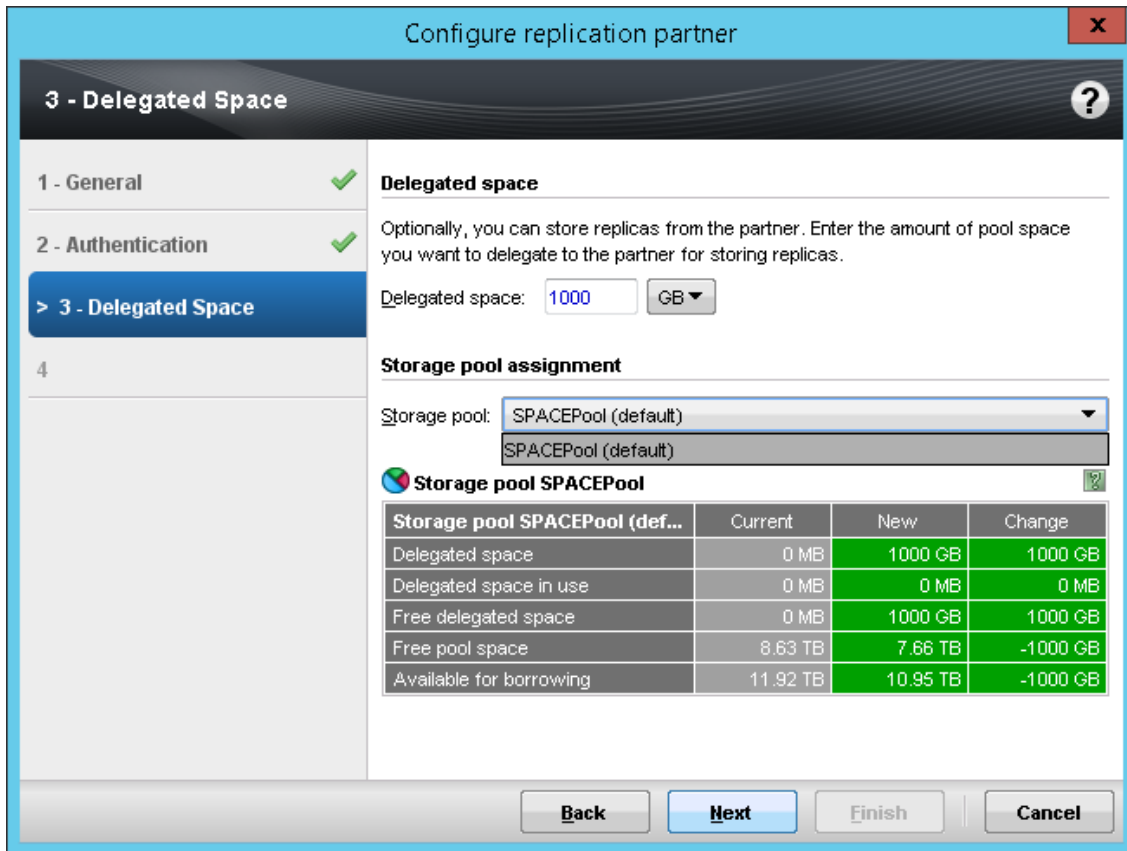 Configure replication partner
x
3 - Delegated Space
?
1 - General
2 - Authentication
> 3 - Delegated Space
4
Delegated space
Optionally, you can store replicas from the partner. Enter the amount of pool space
you want to delegate to the partner for storing replicas.
Delegated space: 1000 GB
Storage pool assignment
Storage pool: SPACEPool (default)
SPACEPool (default)
Storage pool SPACEPool
?
Storage pool SPACEPool (def... Current New Change
Delegated space 0 MB 1000 GB 1000 GB
Delegated space in use 0 MB 0 MB 0 MB
Free delegated space 0 MB 1000 GB 1000 GB
Free pool space 8.63 TB 7.66 TB -1000 GB
Available for borrowing 11.92 TB 10.95 TB -1000 GB
Back Next Finish Cancel